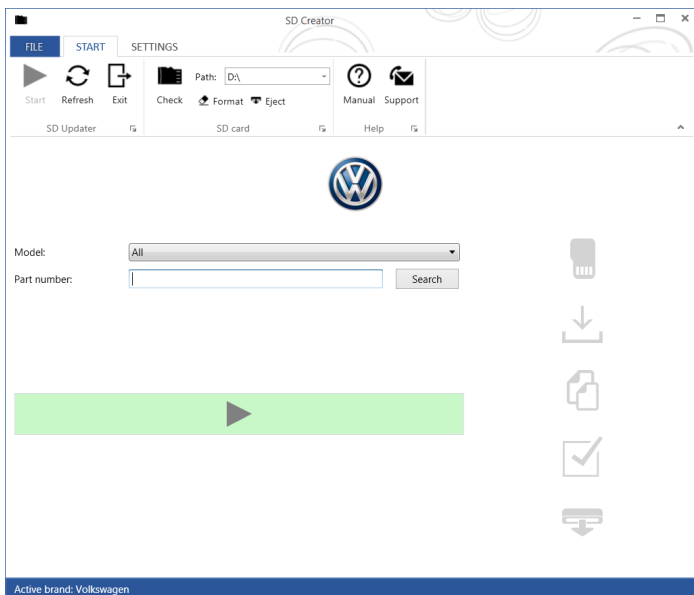 SD Creator
FILE START SETTINGS
Path: D:\
Start Refresh Exit Check Format Eject Manual Support
SD Updater SD card Help
Model: All
Part number: Search
Active brand: Volkswagen